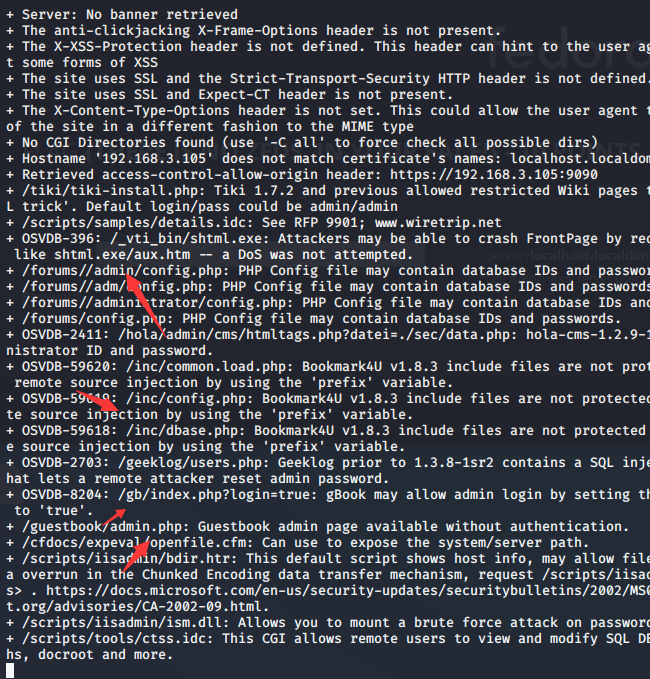 + Server: No banner retrieved
+ The anti-clickjacking X-Frame-Options header is not present.
+ The X-XSS-Protection header is not defined. This header can hint to the user ag
t some forms of XSS
+ The site uses SSL and the Strict-Transport-Security HTTP header is not defined.
+ The site uses SSL and Expect-CT header is not present.
+ The X-Content-Type-Options header is not set. This could allow the user agent t
of the site in a different fashion to the MIME type
+ No CGI Directories found (use '-C all' to force check all possible dirs)
+ Hostname '192.168.3.105' does not match certificate's names: localhost.localdom
+ Retrieved access-control-allow-origin header: https://192.168.3.105:9090
+ /tiki/tiki-install.php: Tiki 1.7.2 and previous allowed restricted Wiki pages t
L trick'. Default login/pass could be admin/admin
+ /scripts/samples/details.idc: See RFP 9901; www.wiretrip.net
+ OSVDB-396: /_vti_bin/shtml.exe: Attackers may be able to crash FrontPage by req
like shtml.exe/aux.htm -- a DoS was not attempted.
+ /forums//admin/config.php: PHP Config file may contain database IDs and passwor
+ /forums//adm/config.php: PHP Config file may contain database IDs and passwords
+ /forums//administrator/config.php: PHP Config file may contain database IDs and
+ /forums/config.php: PHP Config file may contain database IDs and passwords.
+ OSVDB-2411: /hola/admin/cms/htmltags.php?datei=./sec/data.php: hola-cms-1.2.9-1
nistrator ID and password.
+ OSVDB-59620: /inc/common.load.php: Bookmark4U v1.8.3 include files are not prot
remote source injection by using the 'prefix' variable.
+ OSVDB-59619: /inc/config.php: Bookmark4U v1.8.3 include files are not protected
te source injection by using the 'prefix' variable.
+ OSVDB-59618: /inc/dbase.php: Bookmark4U v1.8.3 include files are not protected
e source injection by using the 'prefix' variable.
+ OSVDB-2703: /geeklog/users.php: Geeklog prior to 1.3.8-1sr2 contains a SQL inje
hat lets a remote attacker reset admin password.
+ OSVDB-8204: /gb/index.php?login=true: gBook may allow admin login by setting th
to 'true'.
+ /guestbook/admin.php: Guestbook admin page available without authentication.
+ /cfdocs/expeval/openfile.cfm: Can use to expose the system/server path.
+ /scripts/iisadmin/bdir.htr: This default script shows host info, may allow file
a overrun in the Chunked Encoding data transfer mechanism, request /scripts/iisad
s> . https://docs.microsoft.com/en-us/security-updates/securitybulletins/2002/MS0
t.org/advisories/CA-2002-09.html.
+ /scripts/iisadmin/ism.dll: Allows you to mount a brute force attack on password
+ /scripts/tools/ctss.idc: This CGI allows remote users to view and modify SQL DB
hs, docroot and more.